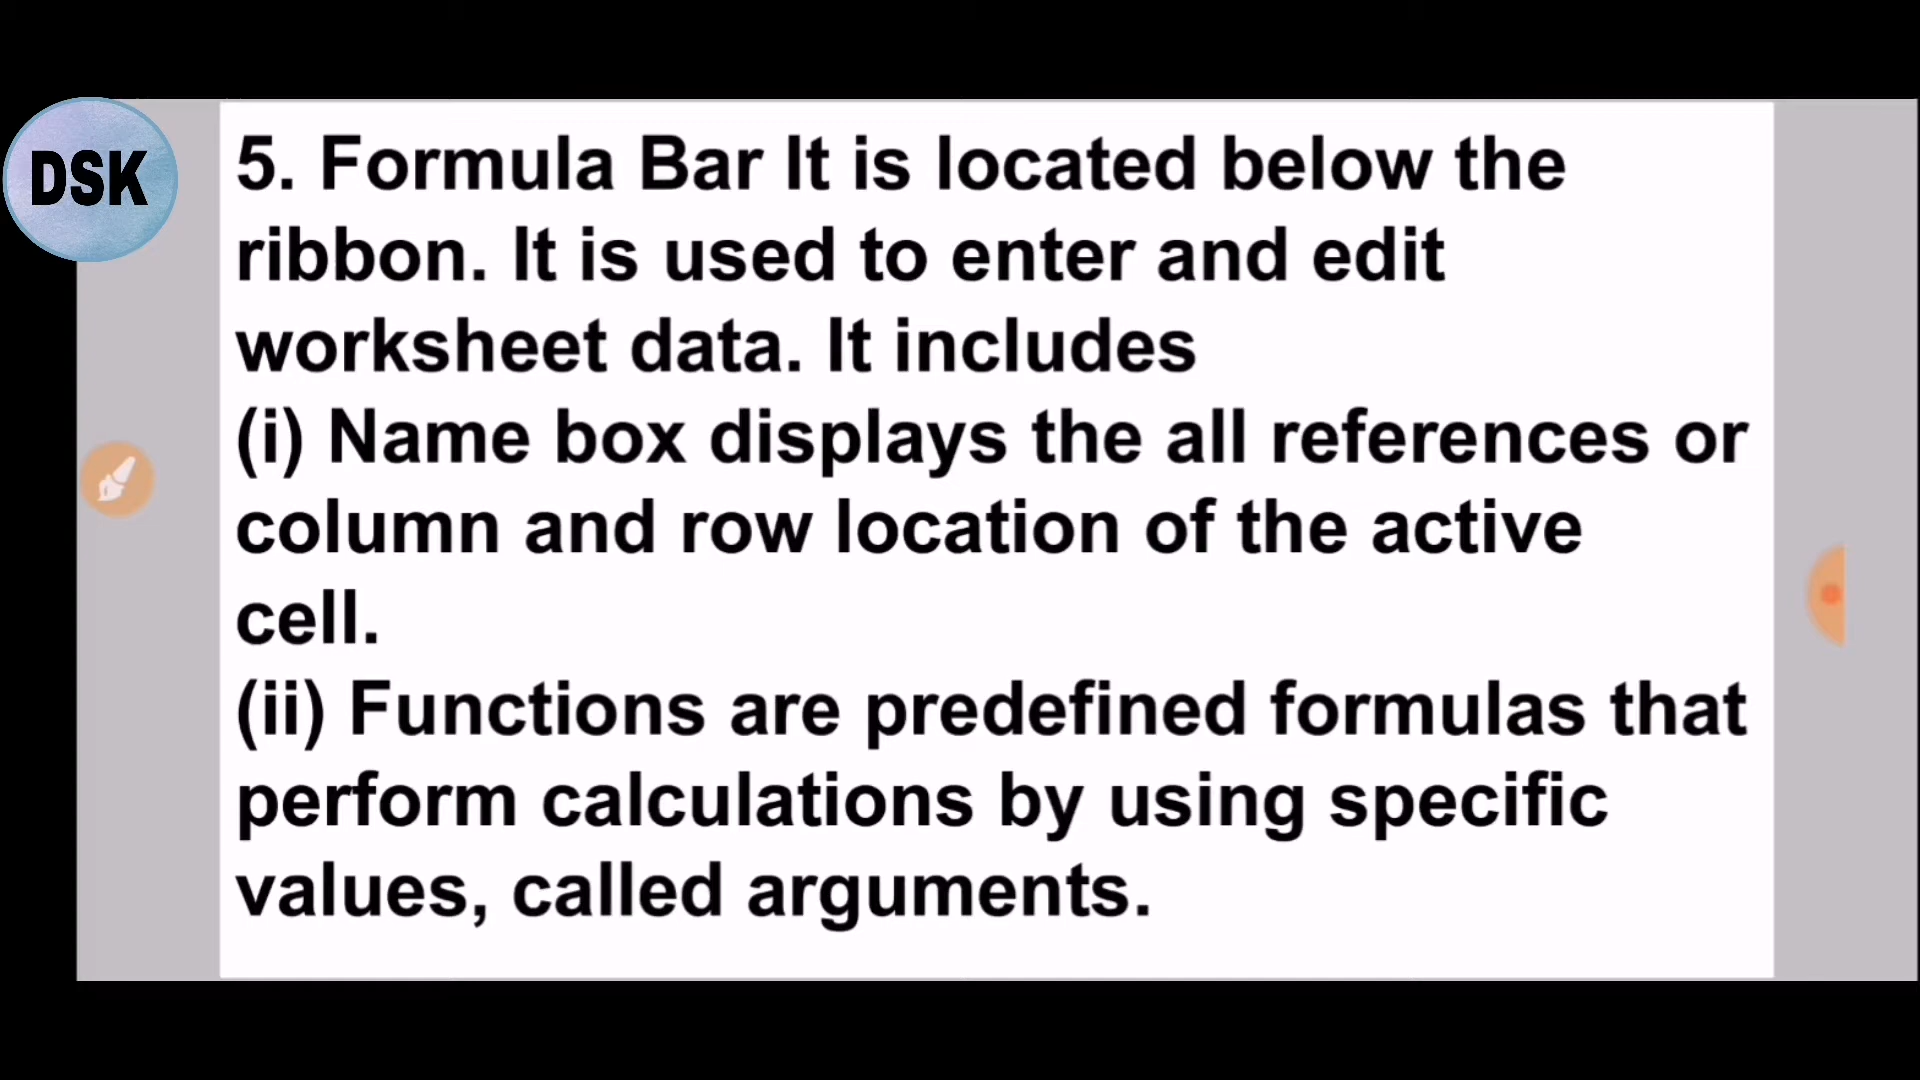 DSK
5. Formula Bar It is located below the
ribbon. It is used to enter and edit
worksheet data. It includes
(i) Name box displays the all references or
column and row location of the active
cell.
(ii) Functions are predefined formulas that
perform calculations by using specific
values, called arguments.